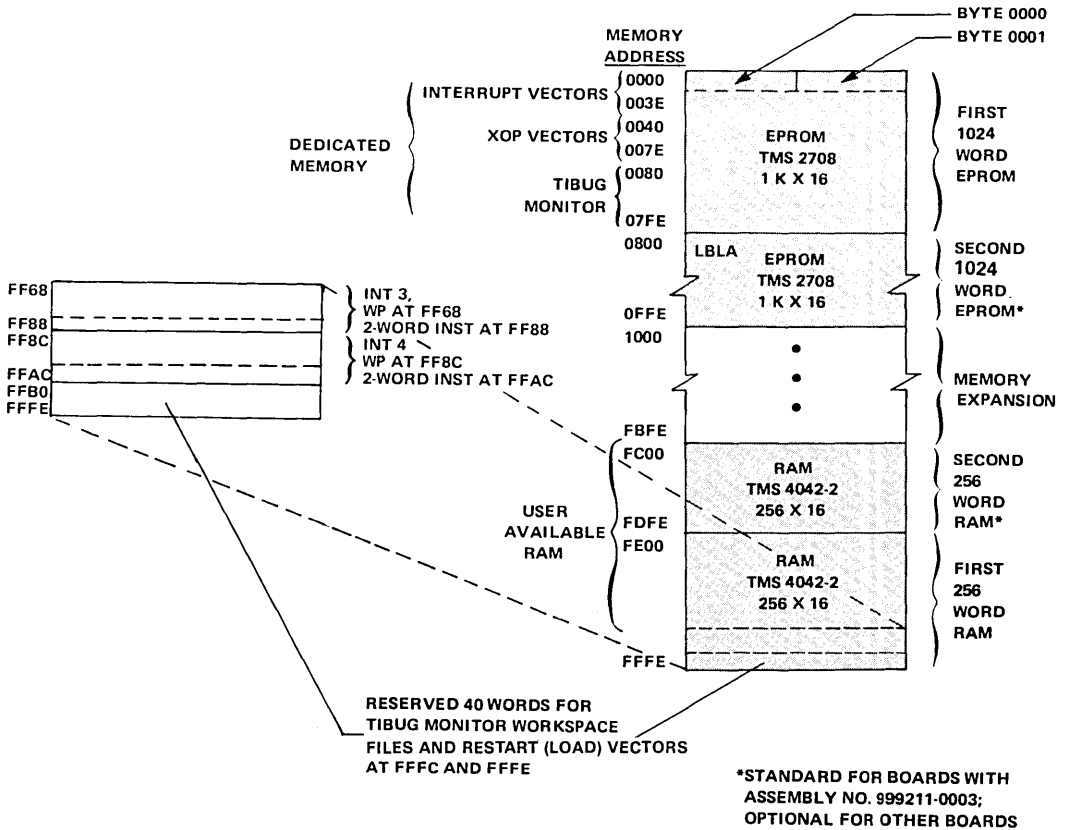 BYTE 0000
BYTE 0001
MEMORY
ADDRESS
0000
INTERRUPT VECTORS
003E
0040
XOP VECTORS
007E
0080
TIBUG
MONITOR
07FE
DEDICATED
MEMORY
EPROM
TMS 2708
1 K X 16
FIRST
1024
WORD
EPROM
0800
LBLA
EPROM
TMS 2708
1 K X 16
0FFE
SECOND
1024
WORD.
EPROM*
1000
FBFE
MEMORY
EXPANSION
FF68
FF88
FF8C
FFAC
FFB0
FFFE
INT 3,
WP AT FF68
2-WORD INST AT FF88
INT 4
WP AT FF8C
2-WORD INST AT FFAC
FC00
RAM
TMS 4042-2
256 X 16
FDFE
SECOND
256
WORD
RAM*
USER
AVAILABLE
RAM
FE00
RAM
TMS 4042-2
256 X 16
FFFE
FIRST
256
WORD
RAM
RESERVED 40 WORDS FOR
TIBUG MONITOR WORKSPACE
FILES AND RESTART (LOAD) VECTORS
AT FFFC AND FFFE
*STANDARD FOR BOARDS WITH
ASSEMBLY NO. 999211-0003;
OPTIONAL FOR OTHER BOARDS